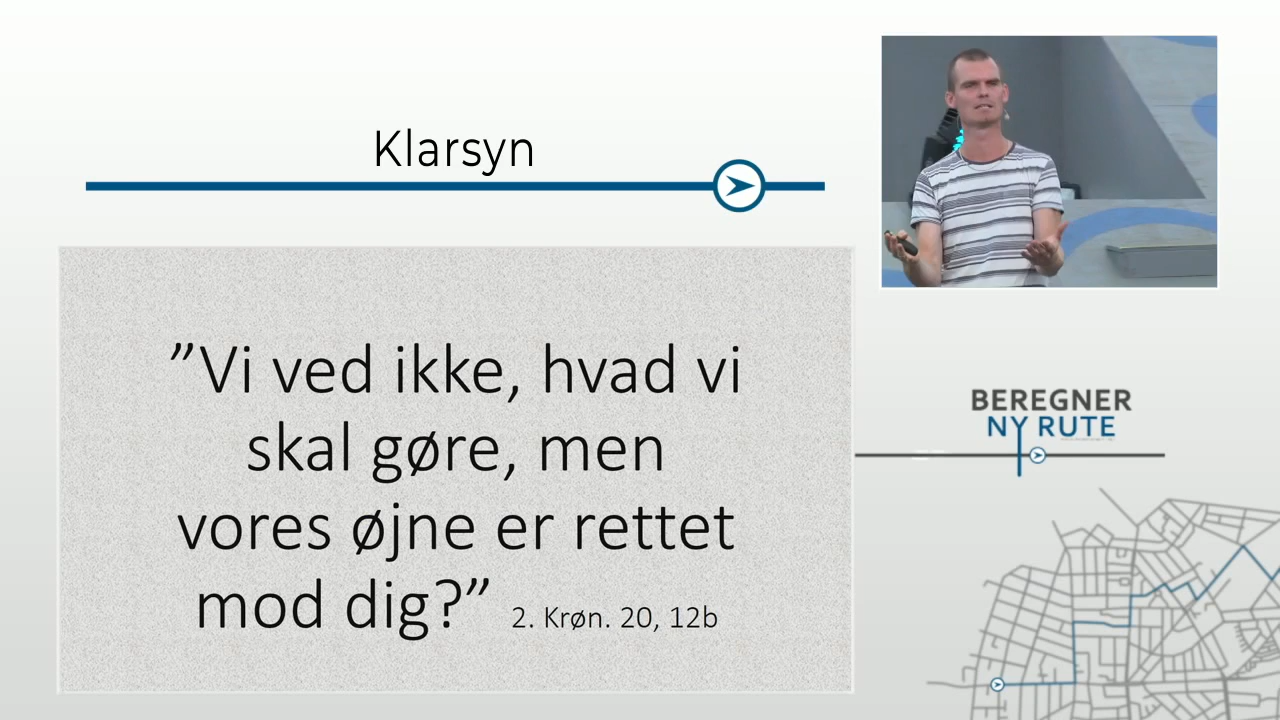 Klarsyn
”Vi ved ikke, hvad vi
skal gøre, men
vores øjne er rettet
mod dig?” 2. Krøn. 20, 12b
BEREGNER
NY RUTE